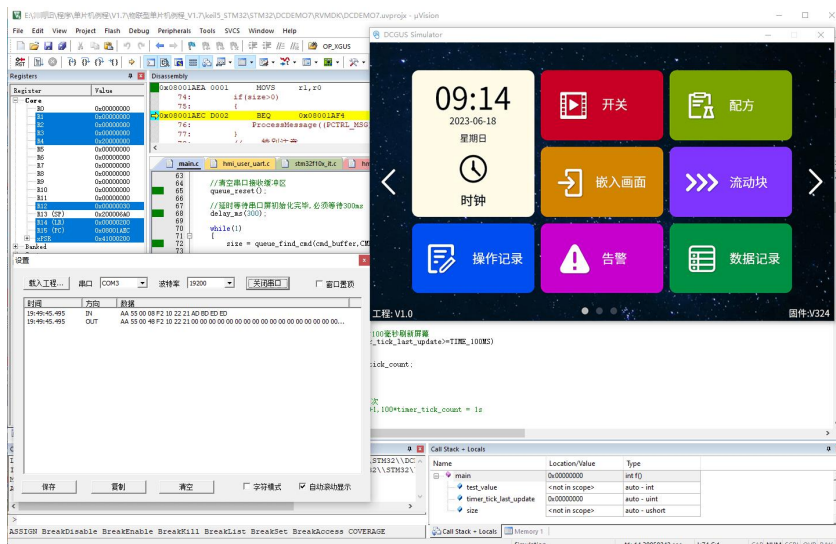 E:\川项目\程序\单片机例程\V1.7\物联型单片机例程_V1.7\keil5_STM32\STM32\DCDEMO7\RVMDK\DCDEMO7.uvprojx - µVision
File Edit View Project Flash Debug Peripherals Tools SVCS Window Help
OP_XGUS
DCGUS Simulator
Registers
Register Value
Core
R0 0x00000000
R1 0x00000000
R2 0x00000000
R3 0x00000000
R4 0x20000000
R5 0x00000000
R6 0x00000000
R7 0x00000000
R8 0x00000000
R9 0x00000000
R10 0x00000000
R11 0x00000000
R12 0x00000030
R13 (SP) 0x200006A0
R14 (LR) 0x00000200
R15 (PC) 0x08001AEC
xPSR 0x41000200
Banked
Disassembly
0x08001AEA 0001 MOVS r1,r0
74: if(size>0)
75: {
0x08001AEC D002 BEQ 0x08001AF4
76: ProcessMessage((PCTRL_MSG
77: }
main.c hmi_user_uart.c stm32f10x_it.c
63
64 //清空串口接收缓冲区
65 queue_reset();
66 //延时等待串口屏初始化完毕,必须等待300ms
67
68 delay_ms(300);
69
70 while(1)
71 {
72 size = queue_find_cmd(cmd_buffer,CM
73
09:14
2023-06-18
星期日
时钟
开关
配方
嵌入画面
流动块
操作记录
告警
数据记录
工程: V1.0
固件:V324
设置
载入工程... 串口 COM3 波特率 19200 关闭串口 窗口置顶
时间 方向 数据
19:49:45.495 IN AA 55 00 08 F2 10 22 21 AD BD ED ED
19:49:45.495 OUT AA 55 00 48 F2 10 22 21 00 00 00 00 00 00 00 00 00 00 00 00 00 00 00 00 00...
保存 复制 清空 字符模式 自动滚动显示
100毫秒刷新屏幕
_tick_last_update>=TIME_100MS)
ick_count;
次
1,100*timer_tick_count = 1s
STM32\\DC
2\\STM32\
Call Stack + Locals
Name Location/Value Type
main 0x00000000 int f()
test_value <not in scope> auto - int
timer_tick_last_update 0x00000000 auto - uint
size <not in scope> auto - ushort
>
ASSIGN BreakDisable BreakEnable BreakKill BreakList BreakSet BreakAccess COVERAGE
Call Stack + Locals Memory 1